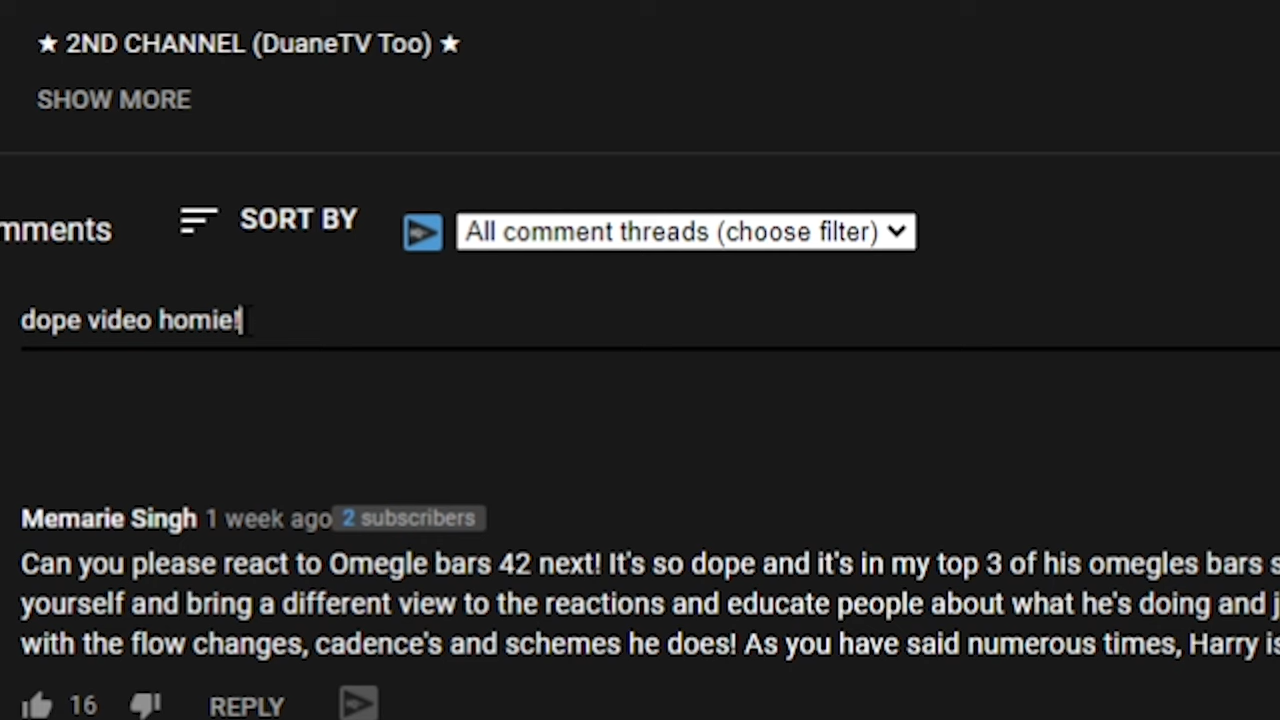 ★ 2ND CHANNEL (DuaneTV Too) ★
SHOW MORE
mments SORT BY All comment threads (choose filter)
dope video homie!
Memarie Singh 1 week ago 2 subscribers
Can you please react to Omegle bars 42 next! It's so dope and it's in my top 3 of his omegles bars s
yourself and bring a different view to the reactions and educate people about what he's doing and j
with the flow changes, cadence's and schemes he does! As you have said numerous times, Harry is
16 REPLY